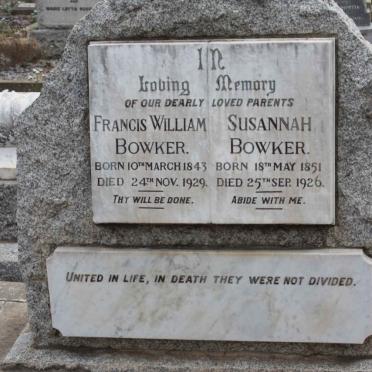 In
Loving Memory
OF OUR DEARLY LOVED PARENTS
FRANCIS WILLIAM
BOWKER.
BORN 10TH MARCH 1843
DIED 24TH NOV. 1929.
THY WILL BE DONE.
SUSANNAH
BOWKER.
BORN 18TH MAY 1851
DIED 25TH SEP. 1926.
ABIDE WITH ME.
UNITED IN LIFE, IN DEATH THEY WERE NOT DIVIDED.